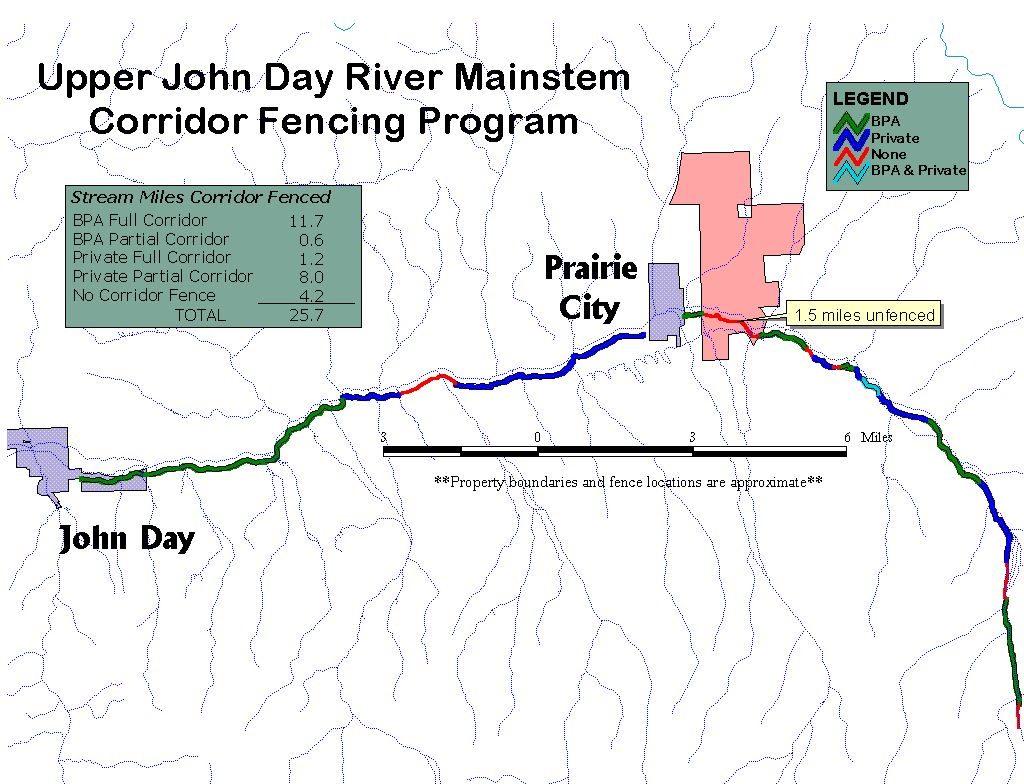 Upper John Day River Mainstem
Corridor Fencing Program
LEGEND
BPA
Private
None
BPA & Private
Stream Miles Corridor Fenced
BPA Full Corridor 11.7
BPA Partial Corridor 0.6
Private Full Corridor 1.2
Private Partial Corridor 8.0
No Corridor Fence 4.2
TOTAL 25.7
Prairie
City
1.5 miles unfenced
3 0 3 6 Miles
**Property boundaries and fence locations are approximate**
John Day